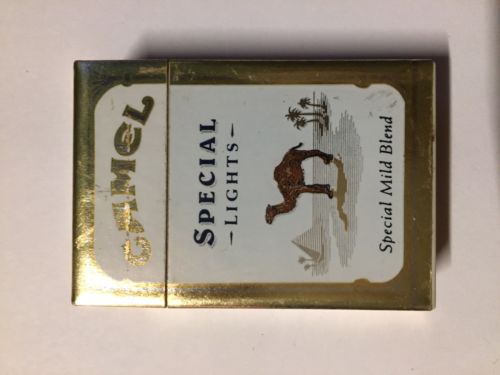 CAMEL
SPECIAL
– LIGHTS –
Special Mild Blend